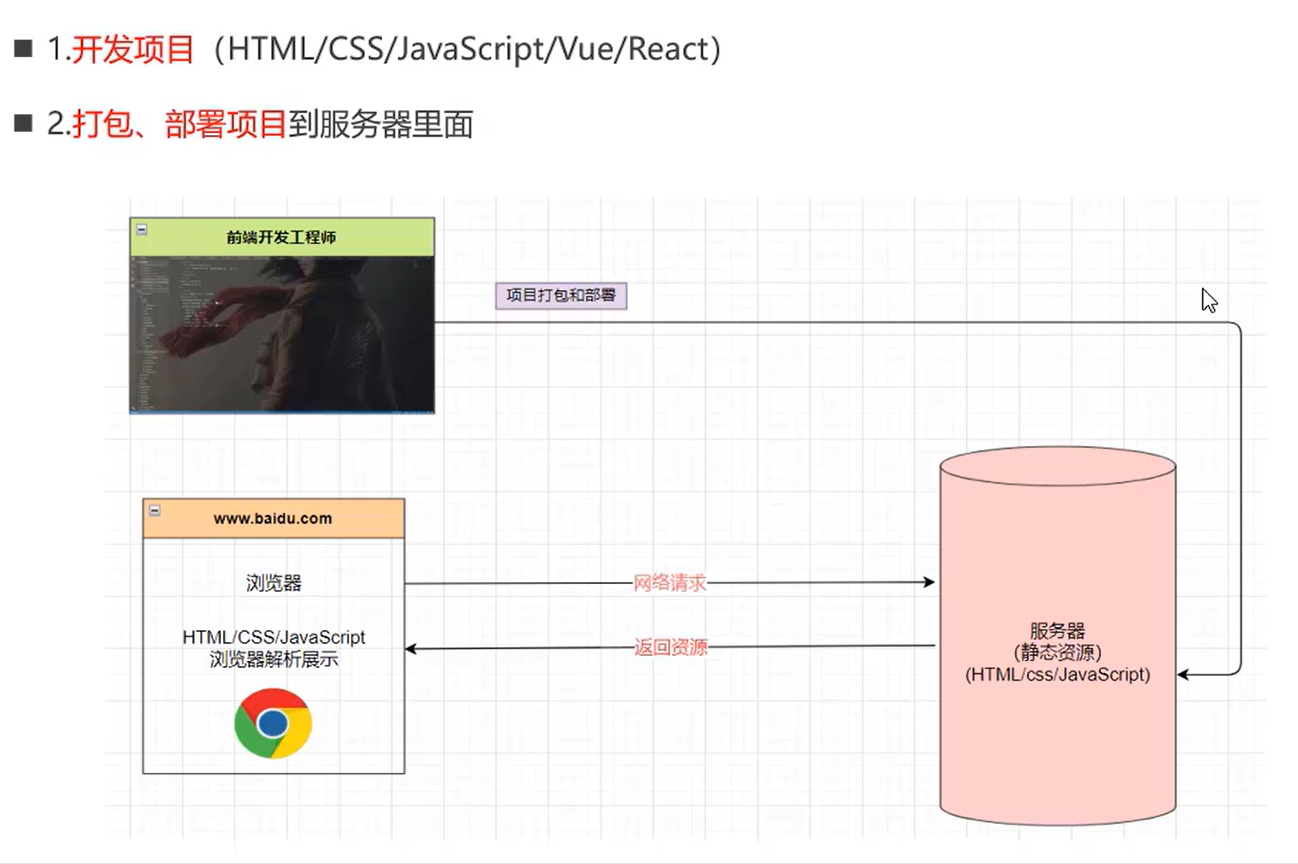 1.开发项目（HTML/CSS/JavaScript/Vue/React）
2.打包、部署项目到服务器里面
前端开发工程师
项目打包和部署
www.baidu.com
浏览器
HTML/CSS/JavaScript
浏览器解析展示
网络请求
返回资源
服务器
(静态资源)
(HTML/css/JavaScript)